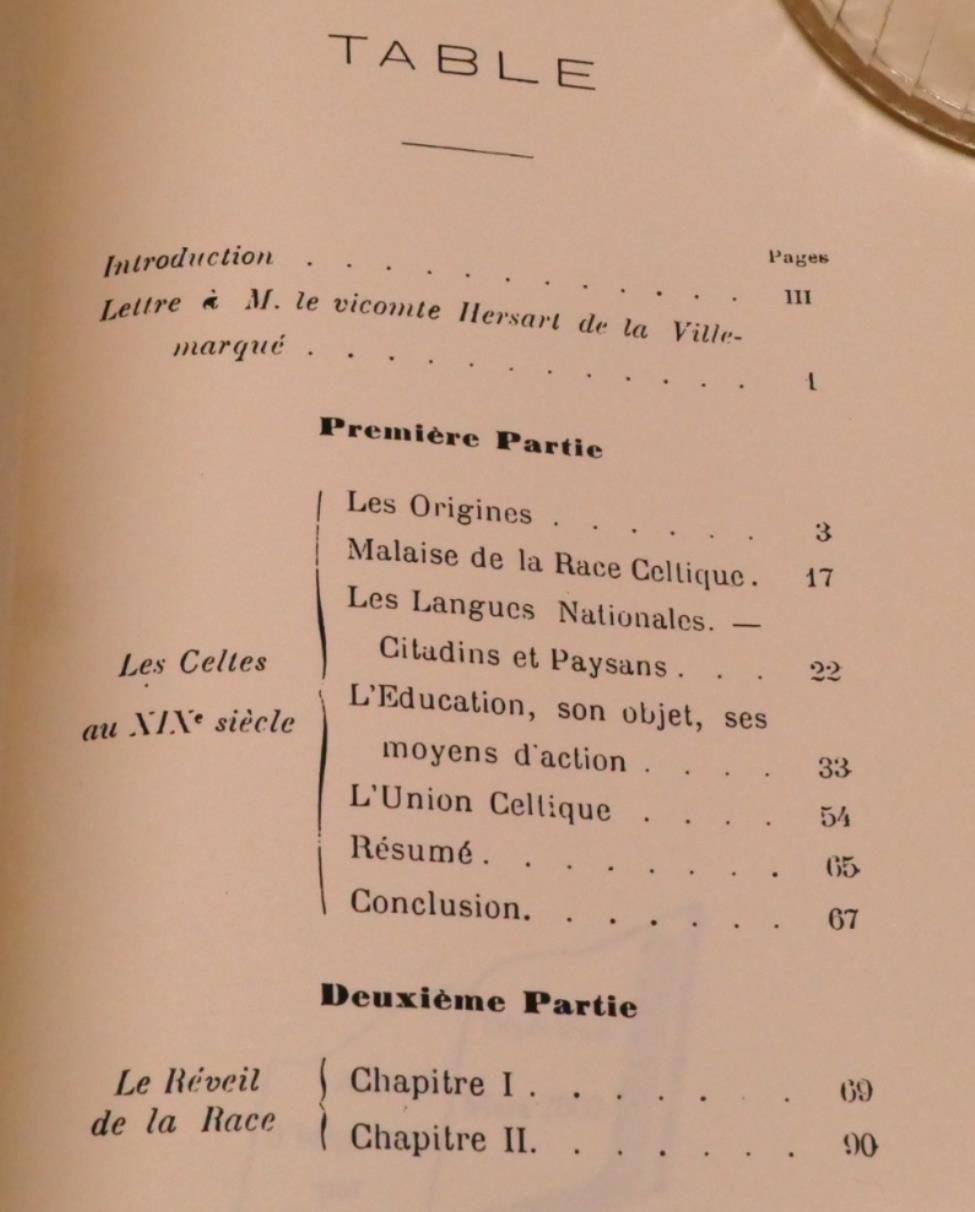 TABLE
Pages
Introduction . . . . . . . . . . . III
Lettre à M. le vicomte Hersart de la Ville-
marqué . . . . . . . . . . . . 1
Première Partie
Les Celtes
au XIXe siècle
Les Origines . . . . . . 3
Malaise de la Race Celtique . 17
Les Langues Nationales. —
Citadins et Paysans . . . 22
L'Education, son objet, ses
moyens d'action . . . . 33
L'Union Celtique . . . . 54
Résumé . . . . . . . . 65
Conclusion. . . . . . . 67
Deuxième Partie
Le Réveil
de la Race
Chapitre I . . . . . . . 69
Chapitre II. . . . . . . 90